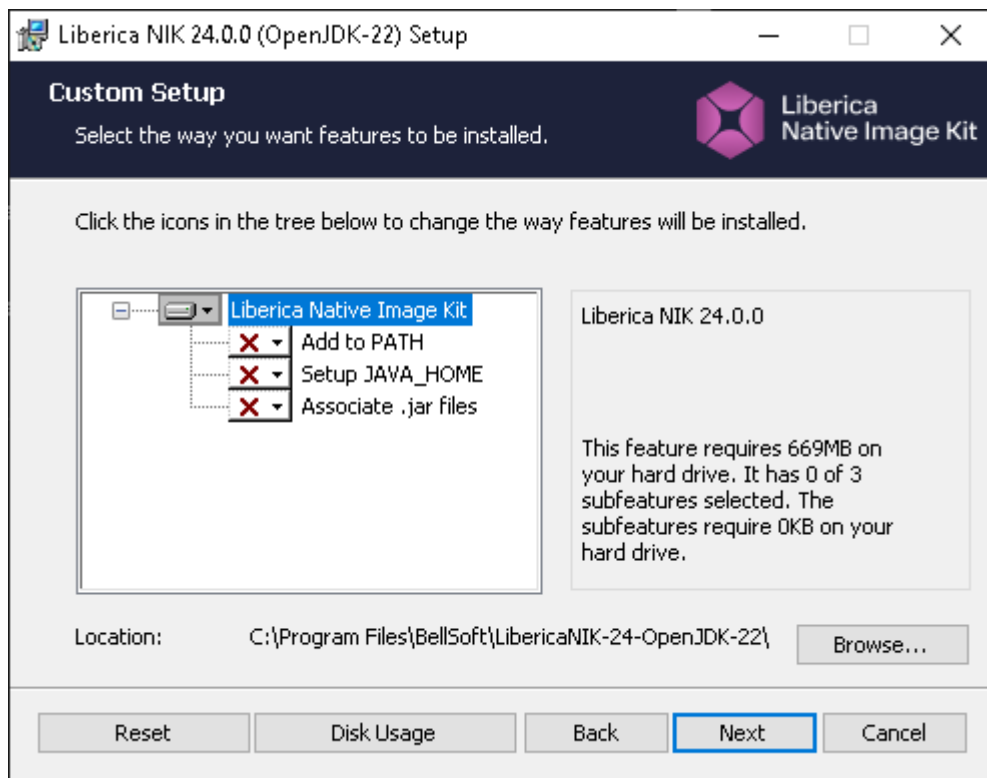 Liberica NIK 24.0.0 (OpenJDK-22) Setup
Custom Setup
Select the way you want features to be installed.
Liberica
Native Image Kit
Click the icons in the tree below to change the way features will be installed.
Liberica Native Image Kit
Add to PATH
Setup JAVA_HOME
Associate .jar files
Liberica NIK 24.0.0
This feature requires 669MB on
your hard drive. It has 0 of 3
subfeatures selected. The
subfeatures require 0KB on your
hard drive.
Location: C:\Program Files\BellSoft\LibericaNIK-24-OpenJDK-22\ Browse...
Reset Disk Usage Back Next Cancel